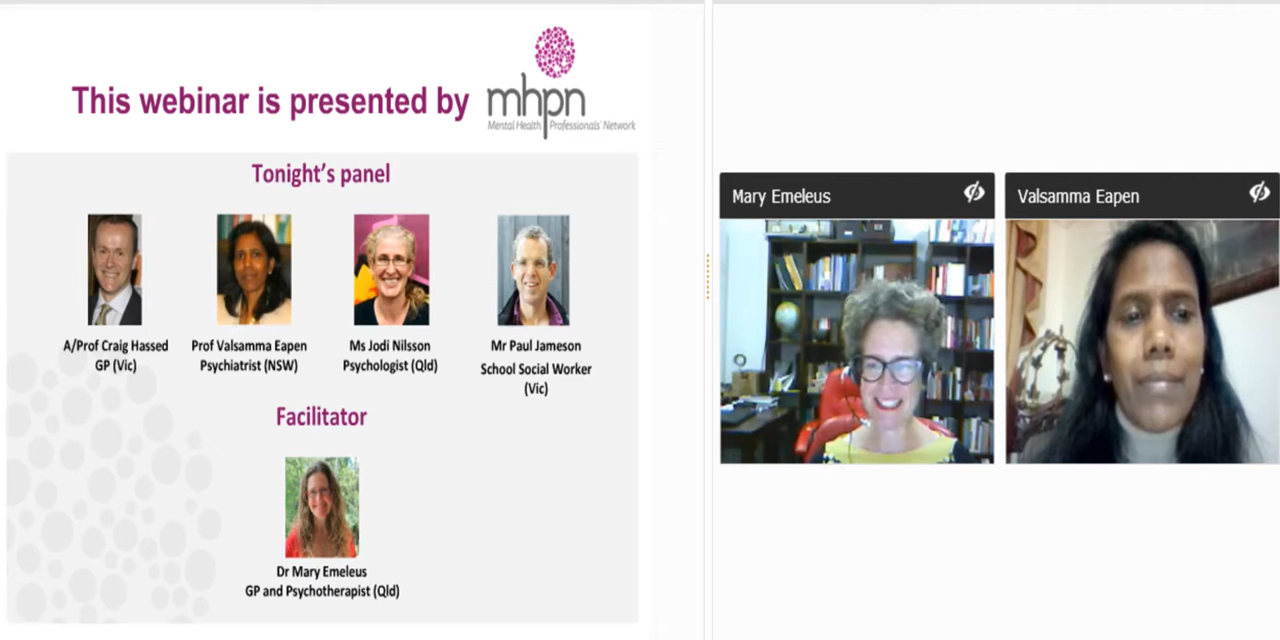 This webinar is presented by
mhpn
Mental Health Professionals' Network
Tonight's panel
A/Prof Craig Hassed
GP (Vic)
Prof Valsamma Eapen
Psychiatrist (NSW)
Ms Jodi Nilsson
Psychologist (Qld)
Mr Paul Jameson
School Social Worker
(Vic)
Facilitator
Dr Mary Emeleus
GP and Psychotherapist (Qld)
Mary Emeleus
Valsamma Eapen